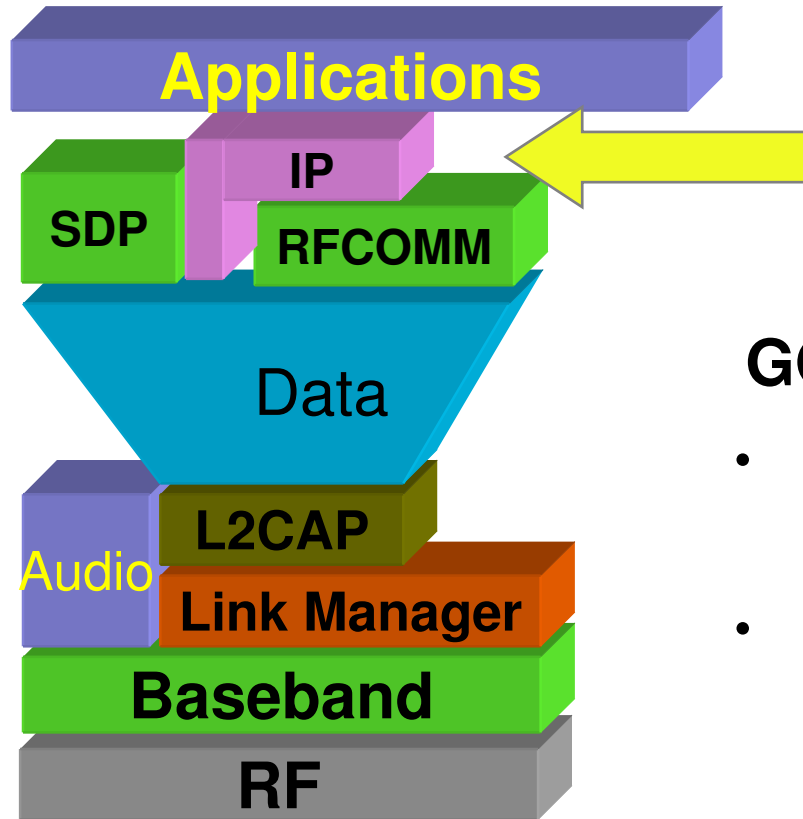 Applications
IP
SDP
RFCOMM
Data
L2CAP
Audio
Link Manager
Baseband
RF
•
•